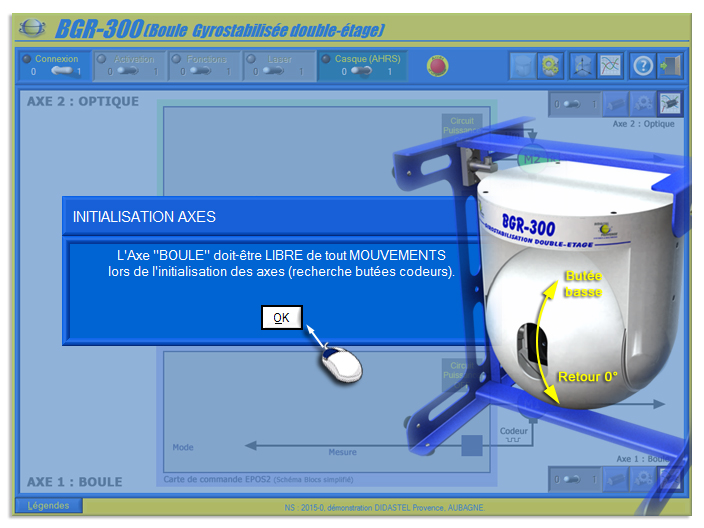 BGR-300 (Boule Gyrostabilisée double-étage)
Connexion
0 1
Activation
0 1
Fonctions
0 1
Laser
0 1
Casque (AHRS)
0 1
?
AXE 2 : OPTIQUE
0 1
Axe 2 : Optique
Circuit
M2
INITIALISATION AXES
L'Axe "BOULE" doit-être LIBRE de tout MOUVEMENTS
lors de l'initialisation des axes (recherche butées codeurs).
OK
BGR-300
GYROSTABILISATION DOUBLE-ETAGE
Butée
basse
Retour 0°
Circuit
Codeur
Mode
Mesure
Axe 1 : Boule
AXE 1 : BOULE
Carte de commande EPOS2 (Schéma Blocs simplifié)
0 1
Légendes
NS : 2015-0, démonstration DIDASTEL Provence, AUBAGNE.